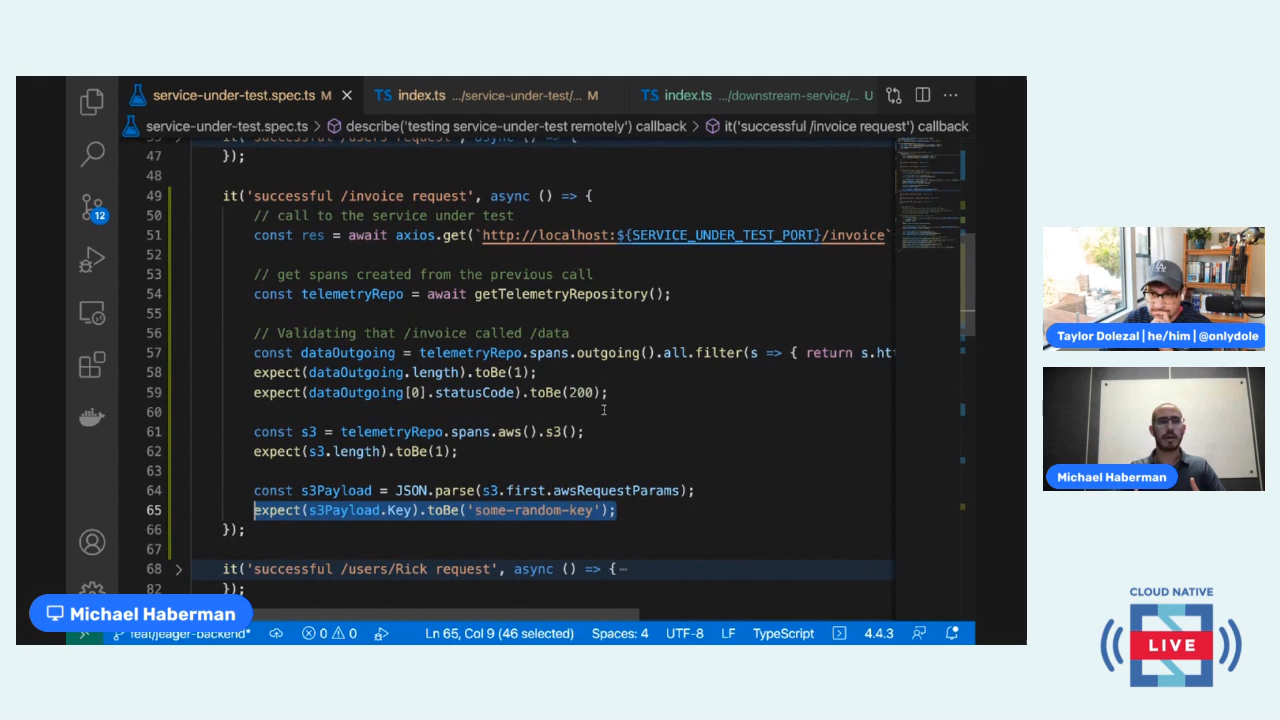 service-under-test.spec.ts M
TS index.ts .../service-under-test/... M
TS index.ts .../downstream-service/... U
service-under-test.spec.ts > describe('testing service-under-test remotely') callback > it('successful /invoice request') callback
it('successful /users request', async () => {
47 });
48
49 it('successful /invoice request', async () => {
50 // call to the service under test
51 const res = await axios.get(`http://localhost:${SERVICE_UNDER_TEST_PORT}/invoice`
52
53 // get spans created from the previous call
54 const telemetryRepo = await getTelemetryRepository();
55
56 // Validating that /invoice called /data
57 const dataOutgoing = telemetryRepo.spans.outgoing().all.filter(s => { return s.htt
58 expect(dataOutgoing.length).toBe(1);
59 expect(dataOutgoing[0].statusCode).toBe(200);
60
61 const s3 = telemetryRepo.spans.aws().s3();
62 expect(s3.length).toBe(1);
63
64 const s3Payload = JSON.parse(s3.first.awsRequestParams);
65 expect(s3Payload.Key).toBe('some-random-key');
66 });
67
68 it('successful /users/Rick request', async () => {…
82 });
12
Michael Haberman
feat/jeager-backend*
0 0
Ln 65, Col 9 (46 selected)
Spaces: 4
UTF-8
LF
TypeScript
4.4.3
Taylor Dolezal | he/him | @onlydole
Michael Haberman
CLOUD NATIVE
LIVE